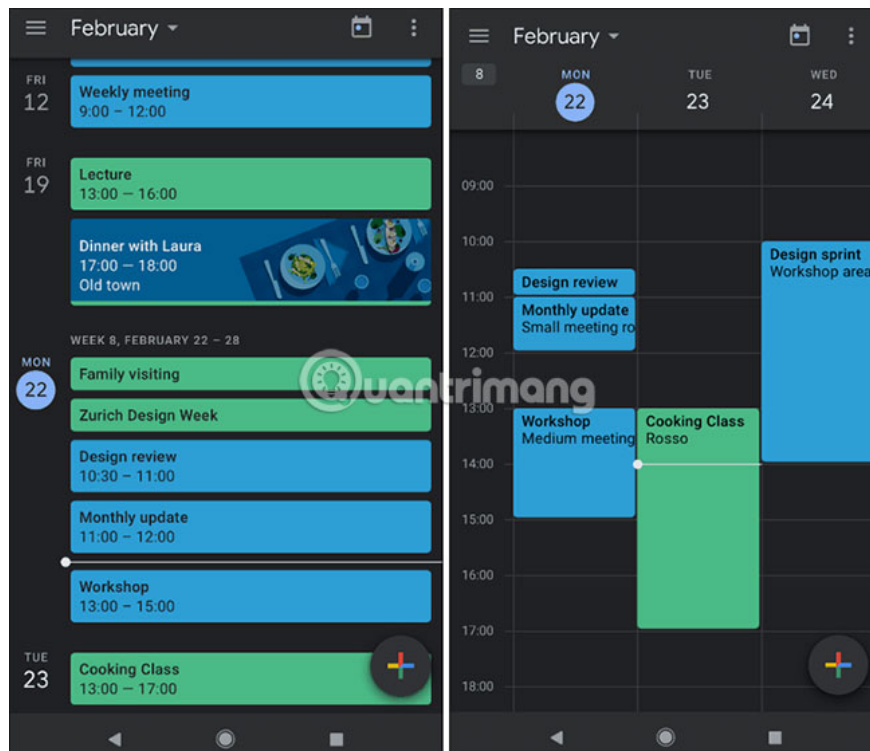 February
FRI
12
Weekly meeting
9:00 – 12:00
FRI
19
Lecture
13:00 — 16:00
Dinner with Laura
17:00 — 18:00
Old town
WEEK 8, FEBRUARY 22 – 28
MON
22
Family visiting
Zurich Design Week
Design review
10:30 – 11:00
Monthly update
11:00 – 12:00
Workshop
13:00 – 15:00
TUE
23
Cooking Class
13:00 — 17:00
February
8
MON
TUE
WED
22
23
24
09:00
10:00
Design sprint
Workshop area
Design review
11:00
Monthly update
Small meeting ro
12:00
13:00
Workshop
Medium meeting
Cooking Class
Rosso
14:00
15:00
16:00
17:00
18:00
Quantrimang